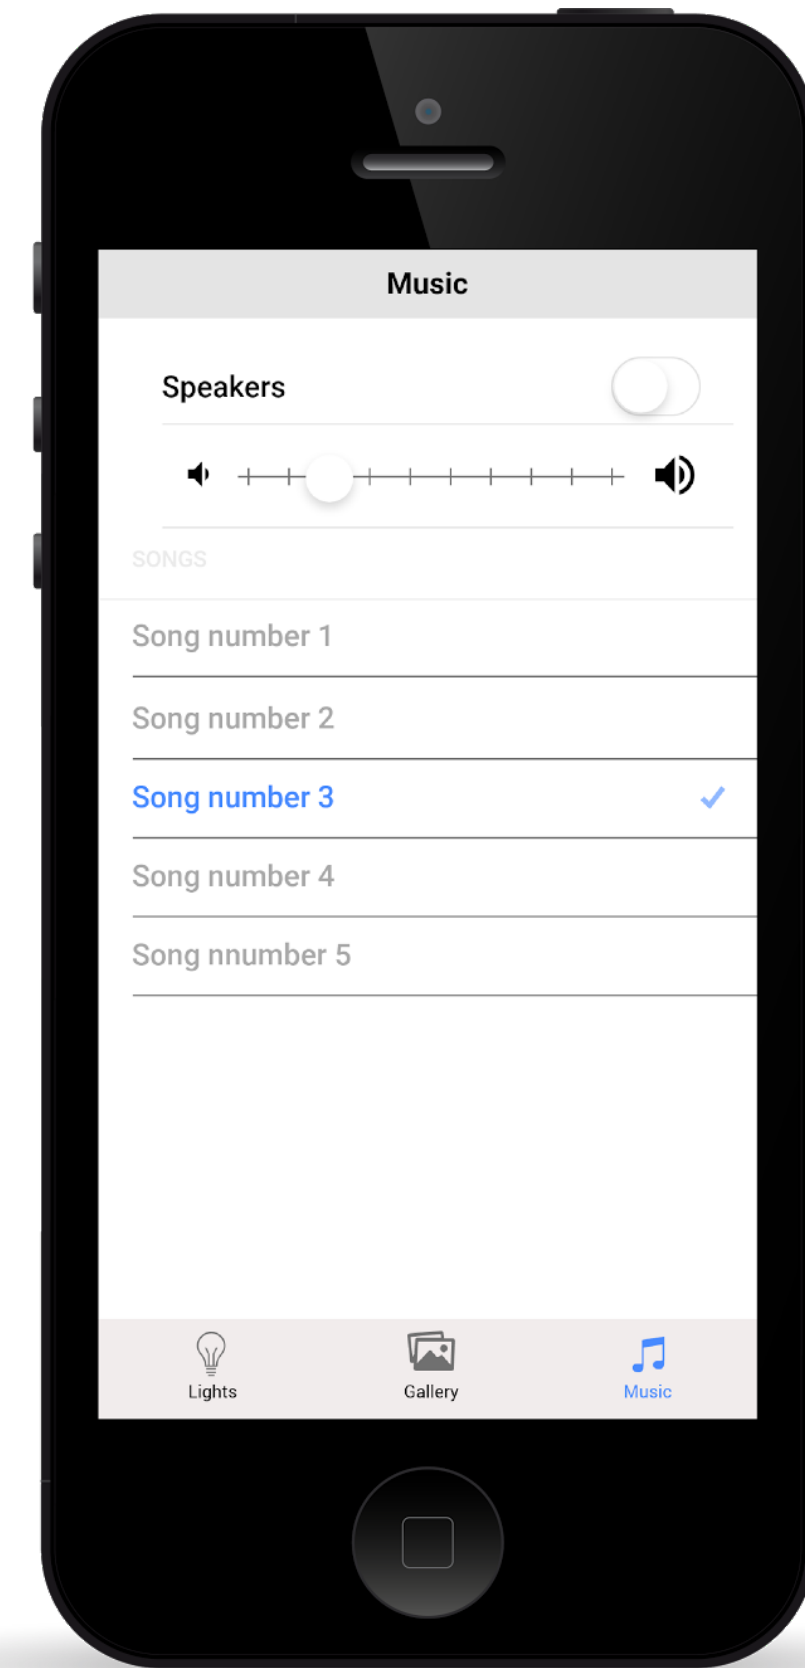 Music
Speakers
SONGS
Song number 1
Song number 2
Song number 3
Song number 4
Song nnumber 5
Lights Gallery Music